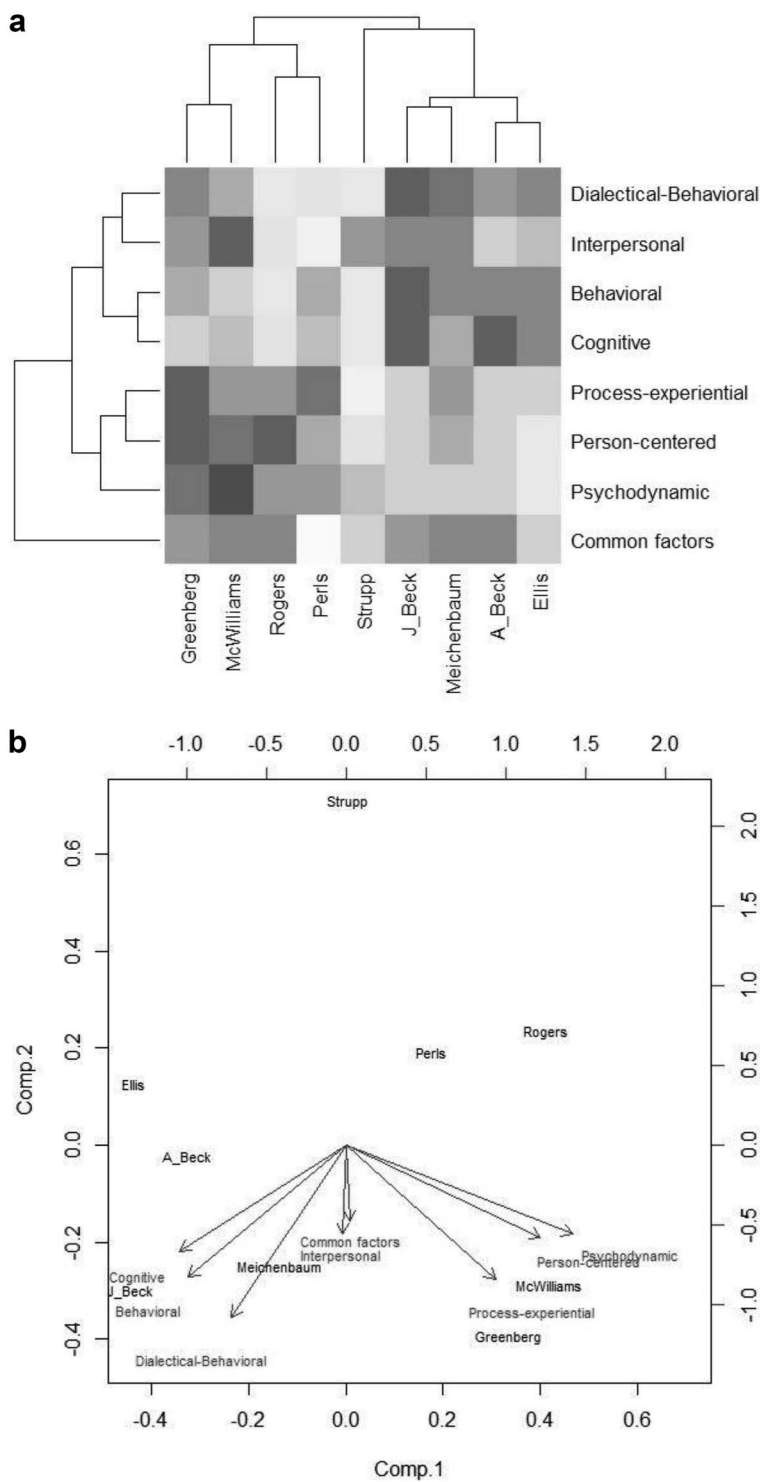 a
Dialectical-Behavioral
Interpersonal
Behavioral
Cognitive
Process-experiential
Person-centered
Psychodynamic
Common factors
Greenberg
McWilliams
Rogers
Perls
Strupp
J_Beck
Meichenbaum
A_Beck
Ellis
b
-1.0 -0.5 0.0 0.5 1.0 1.5 2.0
Strupp
0.6 0.4 0.2 0.0 -0.2 -0.4
Comp.2
2.0 1.5 1.0 0.5 0.0 -0.5 -1.0
Rogers
Perls
Ellis
A_Beck
Common factors
Interpersonal
Psychodynamic
Person-centered
Meichenbaum
Cognitive
J_Beck
McWilliams
Behavioral
Process-experiential
Greenberg
Dialectical-Behavioral
-0.4 -0.2 0.0 0.2 0.4 0.6
Comp.1